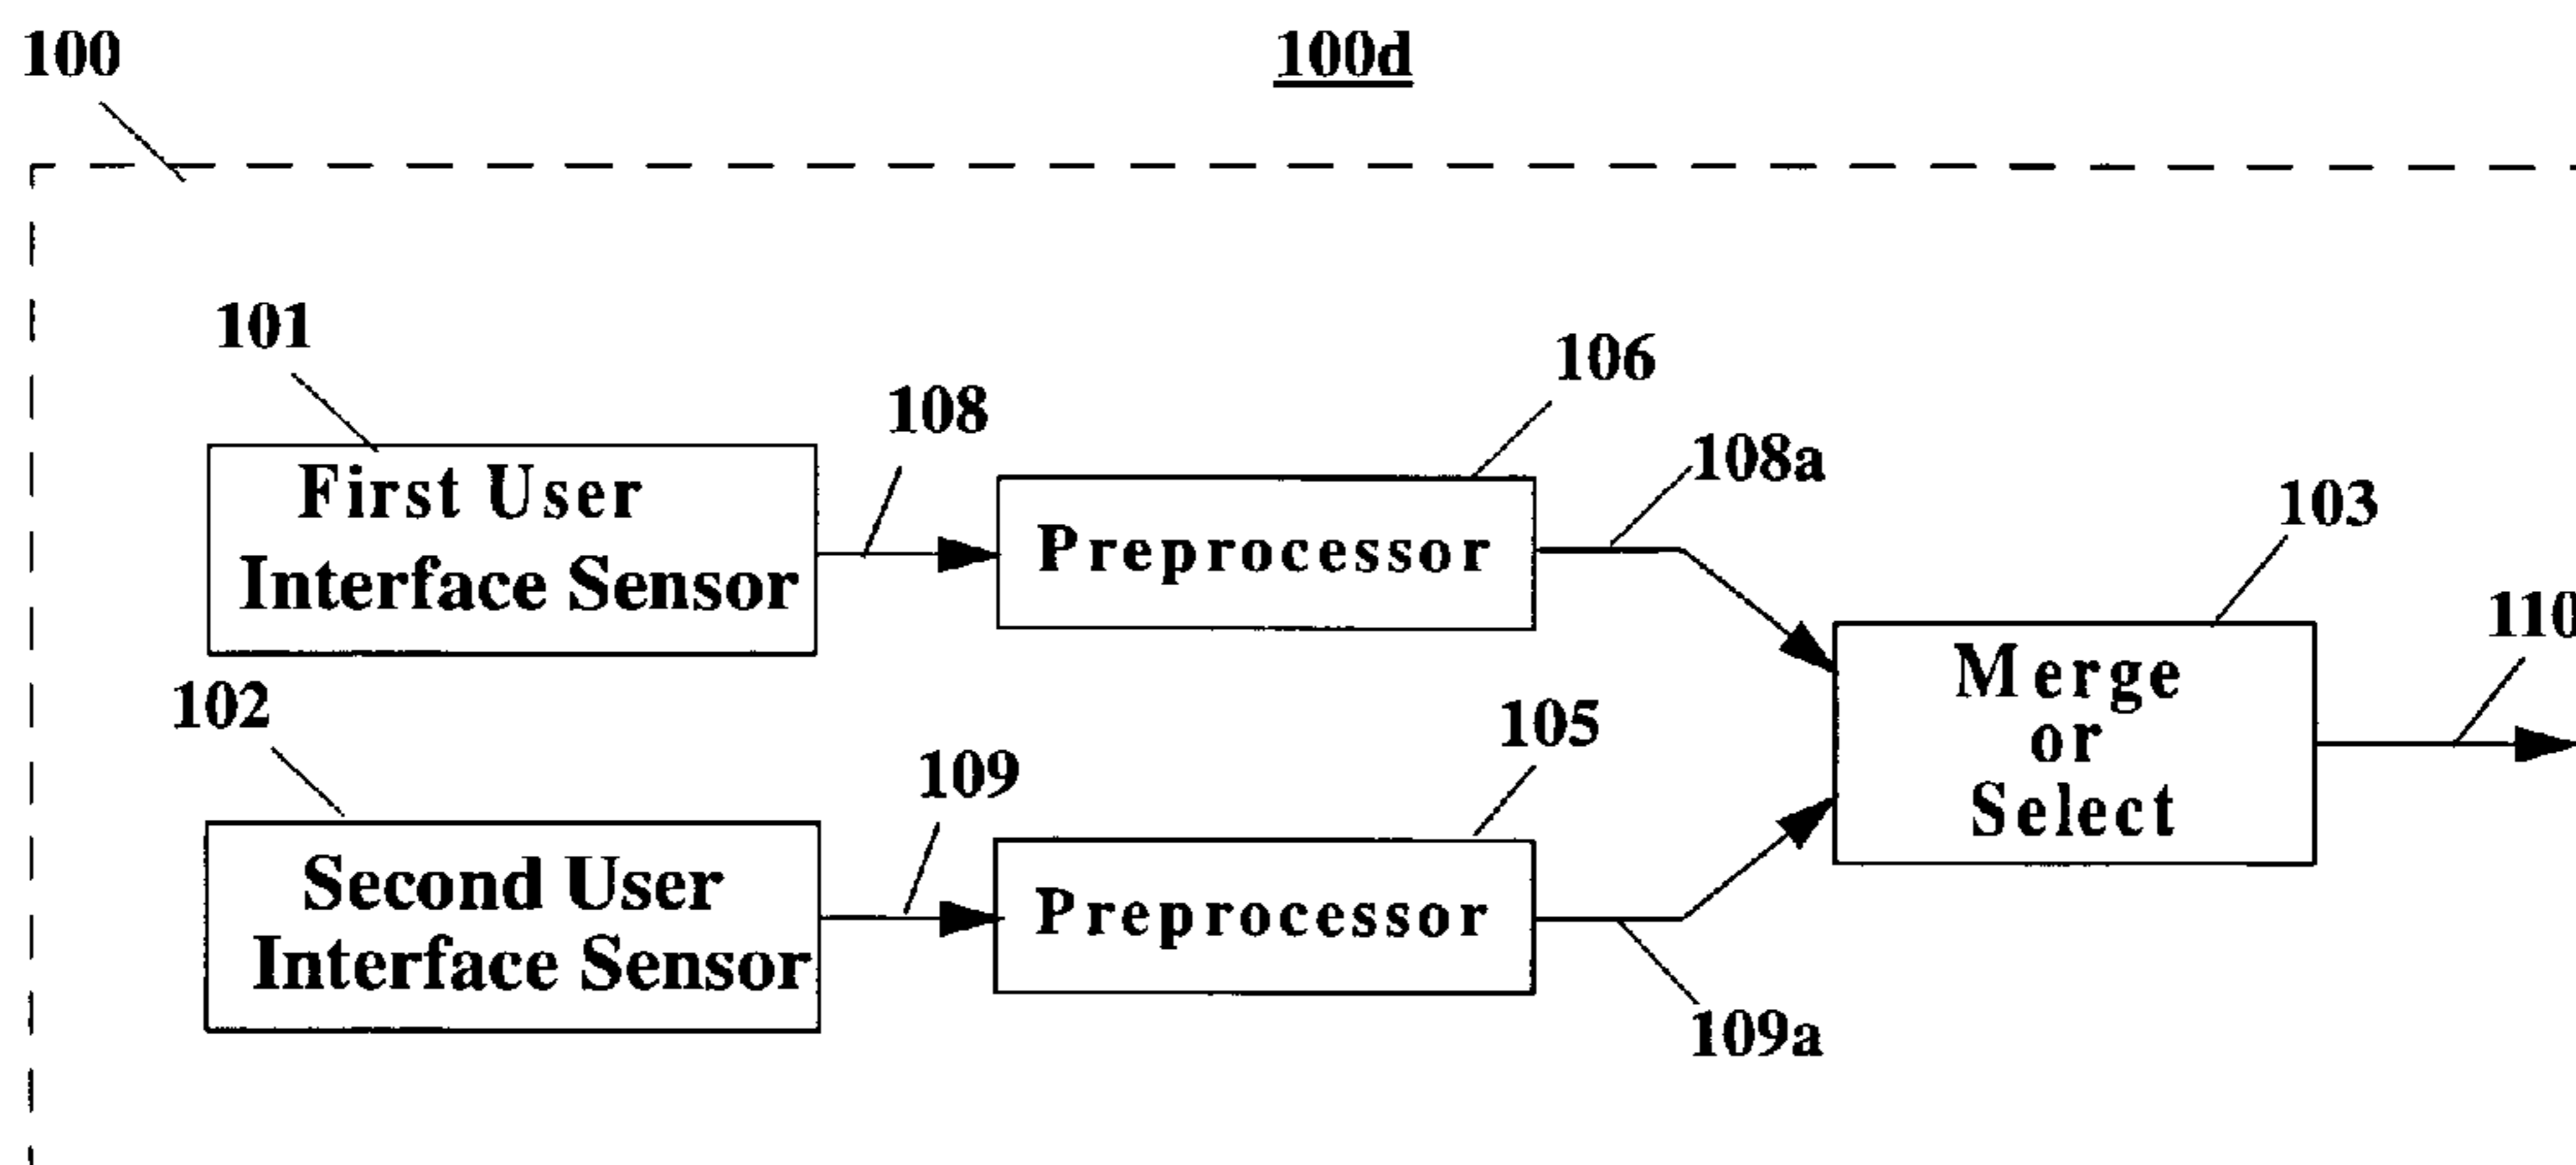 100
100d
101
108
106
108a
103
110
First User
Interface Sensor
Preprocessor
Merge
or
Select
102
109
105
Second User
Interface Sensor
Preprocessor
109a